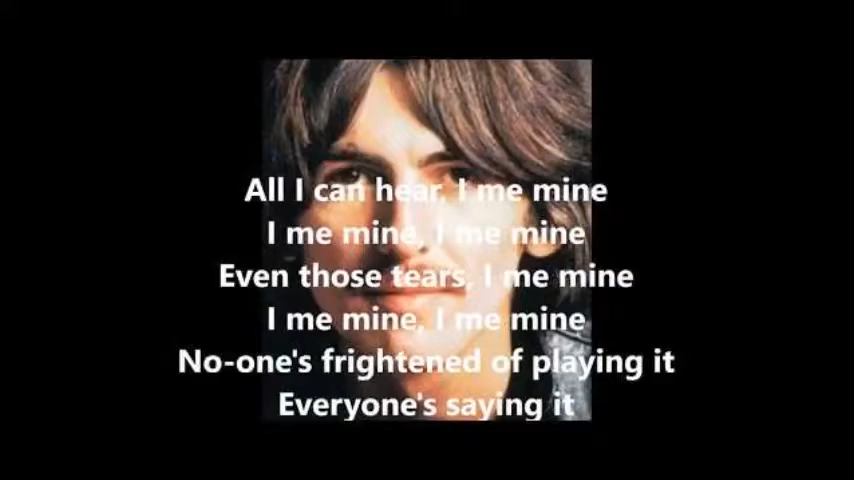 All I can hear, I me mine
I me mine, I me mine
Even those tears, I me mine
I me mine, I me mine
No-one's frightened of playing it
Everyone's saying it